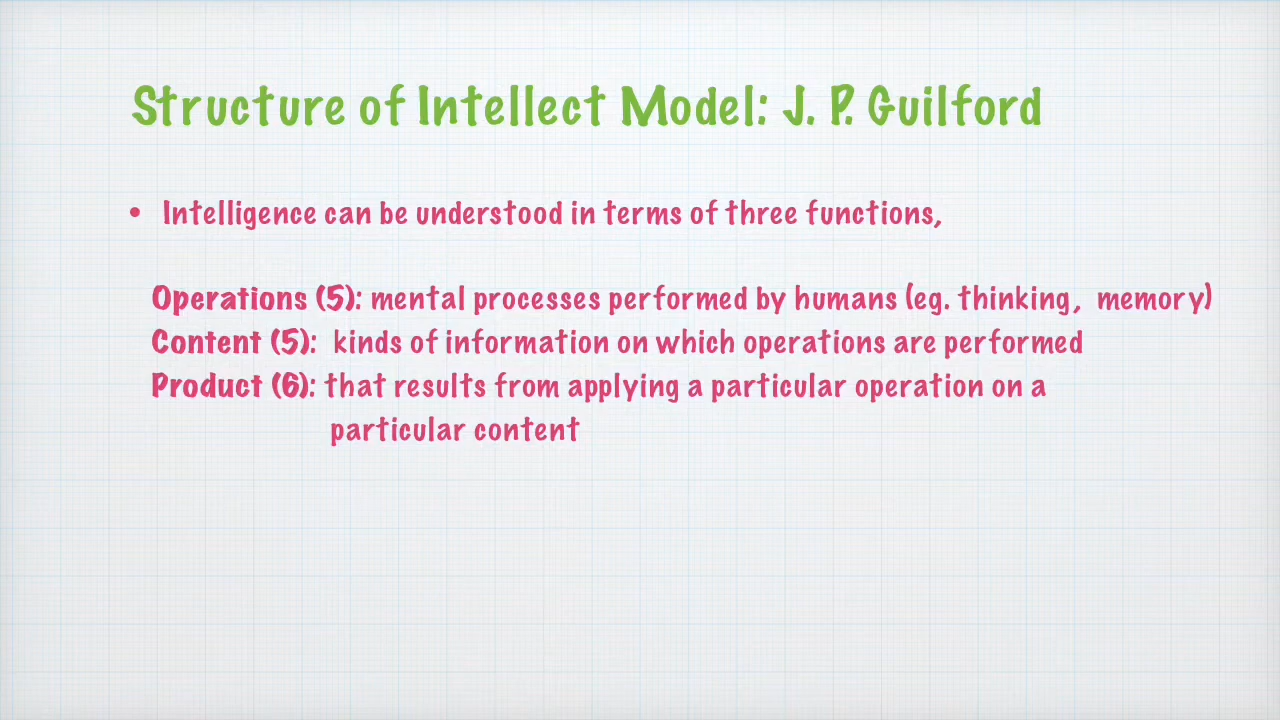 Structure of Intellect Model: J. P. Guilford
• Intelligence can be understood in terms of three functions,
Operations (5): mental processes performed by humans (eg. thinking, memory)
Content (5): kinds of information on which operations are performed
Product (6): that results from applying a particular operation on a
particular content